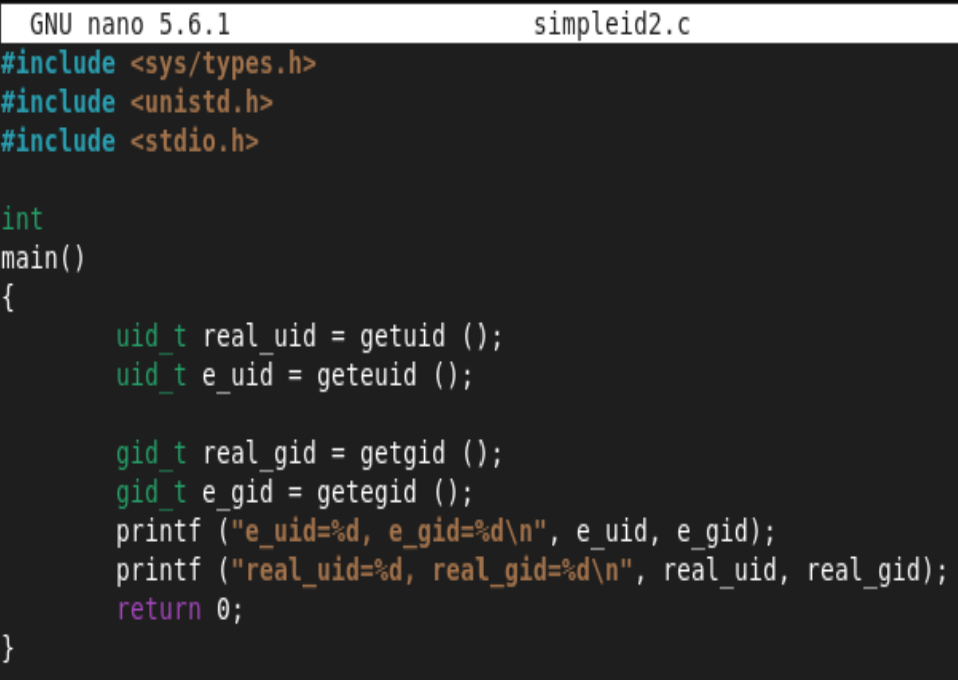 GNU nano 5.6.1 simpleid2.c
#include <sys/types.h>
#include <unistd.h>
#include <stdio.h>
int
main()
{
uid_t real_uid = getuid ();
uid_t e_uid = geteuid ();
gid_t real_gid = getgid ();
gid_t e_gid = getegid ();
printf ("e_uid=%d, e_gid=%d\n", e_uid, e_gid);
printf ("real_uid=%d, real_gid=%d\n", real_uid, real_gid);
return 0;
}